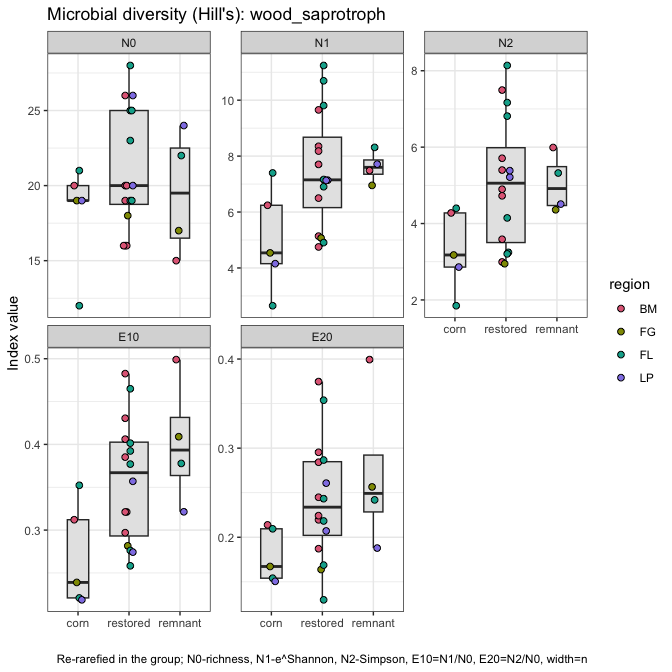 Microbial diversity (Hill's): wood_saprotroph
N0
N1
N2
25
20
15
10
8
6
4
8
6
4
2
corn restored remnant
Index value
region
BM
FG
FL
LP
E10
E20
0.5
0.4
0.3
0.4
0.3
0.2
corn restored remnant
corn restored remnant
Re-rarefied in the group; N0-richness, N1-e^Shannon, N2-Simpson, E10=N1/N0, E20=N2/N0, width=n